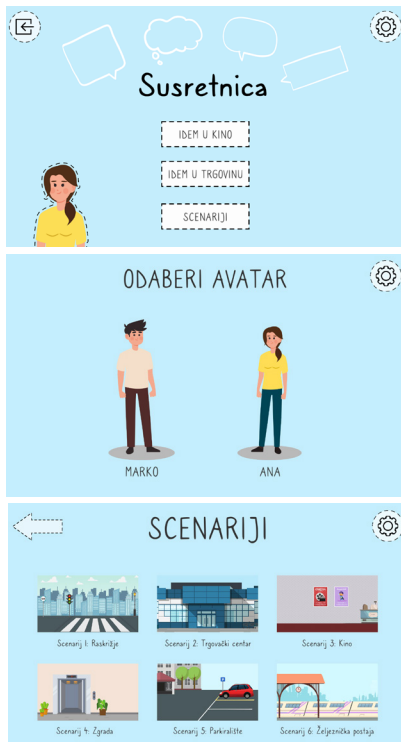 Susretnica
IDEM U KINO
IDEM U TRGOVINU
SCENARIJI
ODABERI AVATAR
MARKO
ANA
SCENARIJI
Scenarij 1: Raskrižje
Scenarij 2: Trgovački centar
Scenarij 3: Kino
Scenarij 4: Zgrada
Scenarij 5: Parkiralište
Scenarij 6: Željeznička postaja